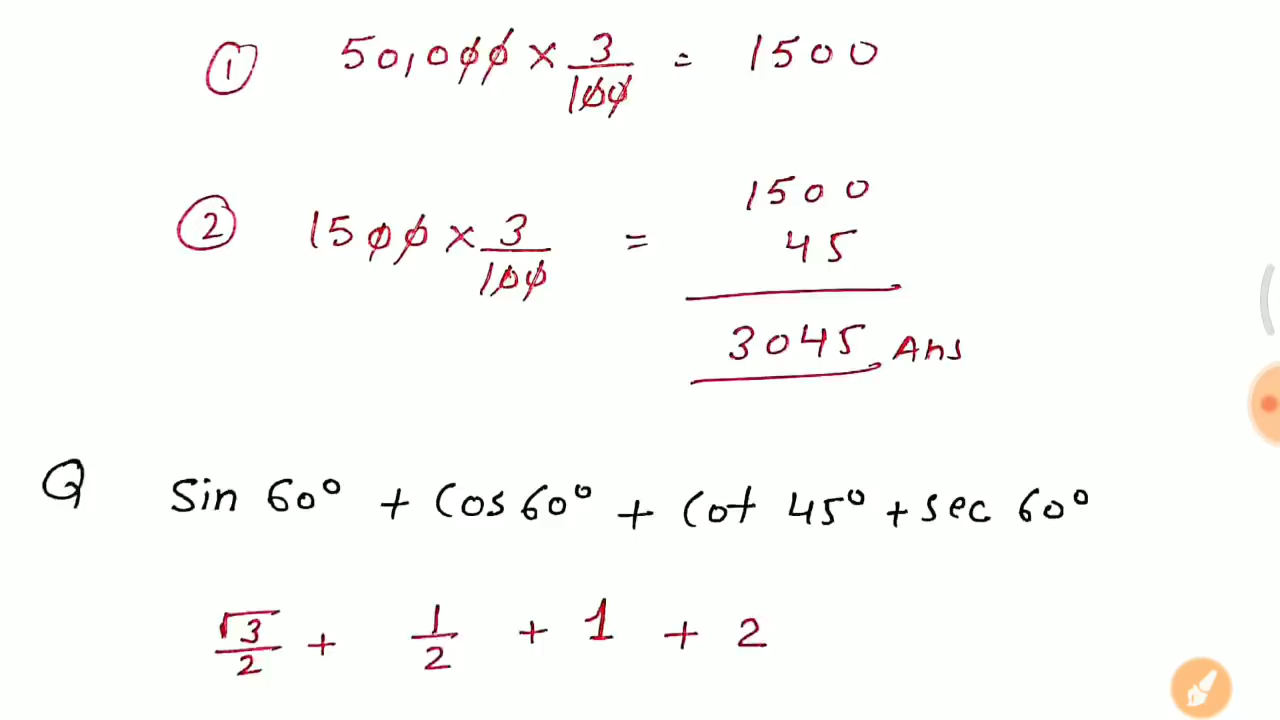 ① 50,000 × 3/100 = 1500
② 1500 × 3/100 = 1500
45
3045 Ans
Q Sin 60° + Cos 60° + Cot 45° + sec 60°
√3/2 + 1/2 + 1 + 2